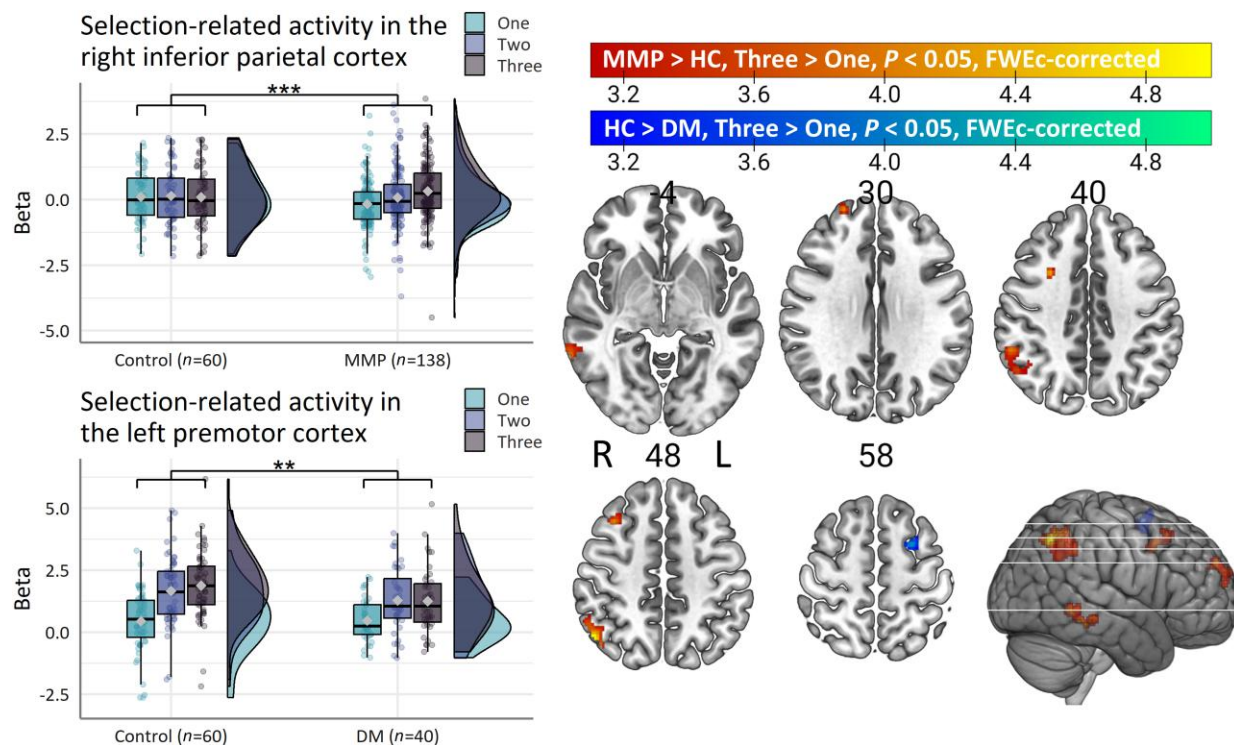 Selection-related activity in the
right inferior parietal cortex
One
Two
Three
***
Beta
2.5
0.0
-2.5
-5.0
Control (n=60)
MMP (n=138)
Selection-related activity in
the left premotor cortex
One
Two
Three
**
Beta
5.0
2.5
0.0
-2.5
Control (n=60)
DM (n=40)
MMP > HC, Three > One, P < 0.05, FWEc-corrected
3.2 3.6 4.0 4.4 4.8
HC > DM, Three > One, P < 0.05, FWEc-corrected
3.2 3.6 4.0 4.4 4.8
-4 30 40
R 48 L 58